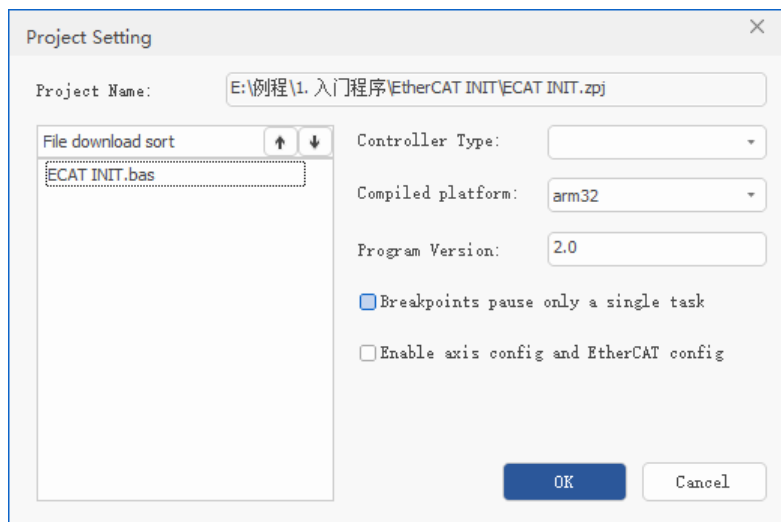 Project Setting
Project Name:
E:\例程\1. 入门程序\EtherCAT INIT\ECAT INIT.zpj
File download sort
ECAT INIT.bas
Controller Type:
Compiled platform:
arm32
Program Version:
2.0
Breakpoints pause only a single task
Enable axis config and EtherCAT config
OK
Cancel